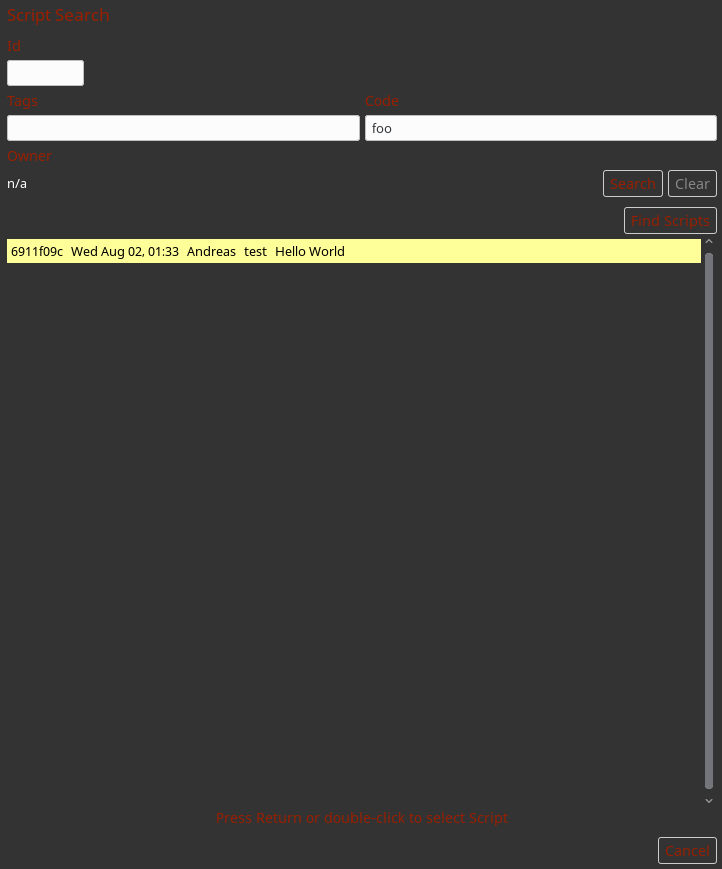 Script Search
Id
Tags Code
foo
Owner
n/a Search Clear
Find Scripts
6911f09c Wed Aug 02, 01:33 Andreas test Hello World
Press Return or double-click to select Script
Cancel